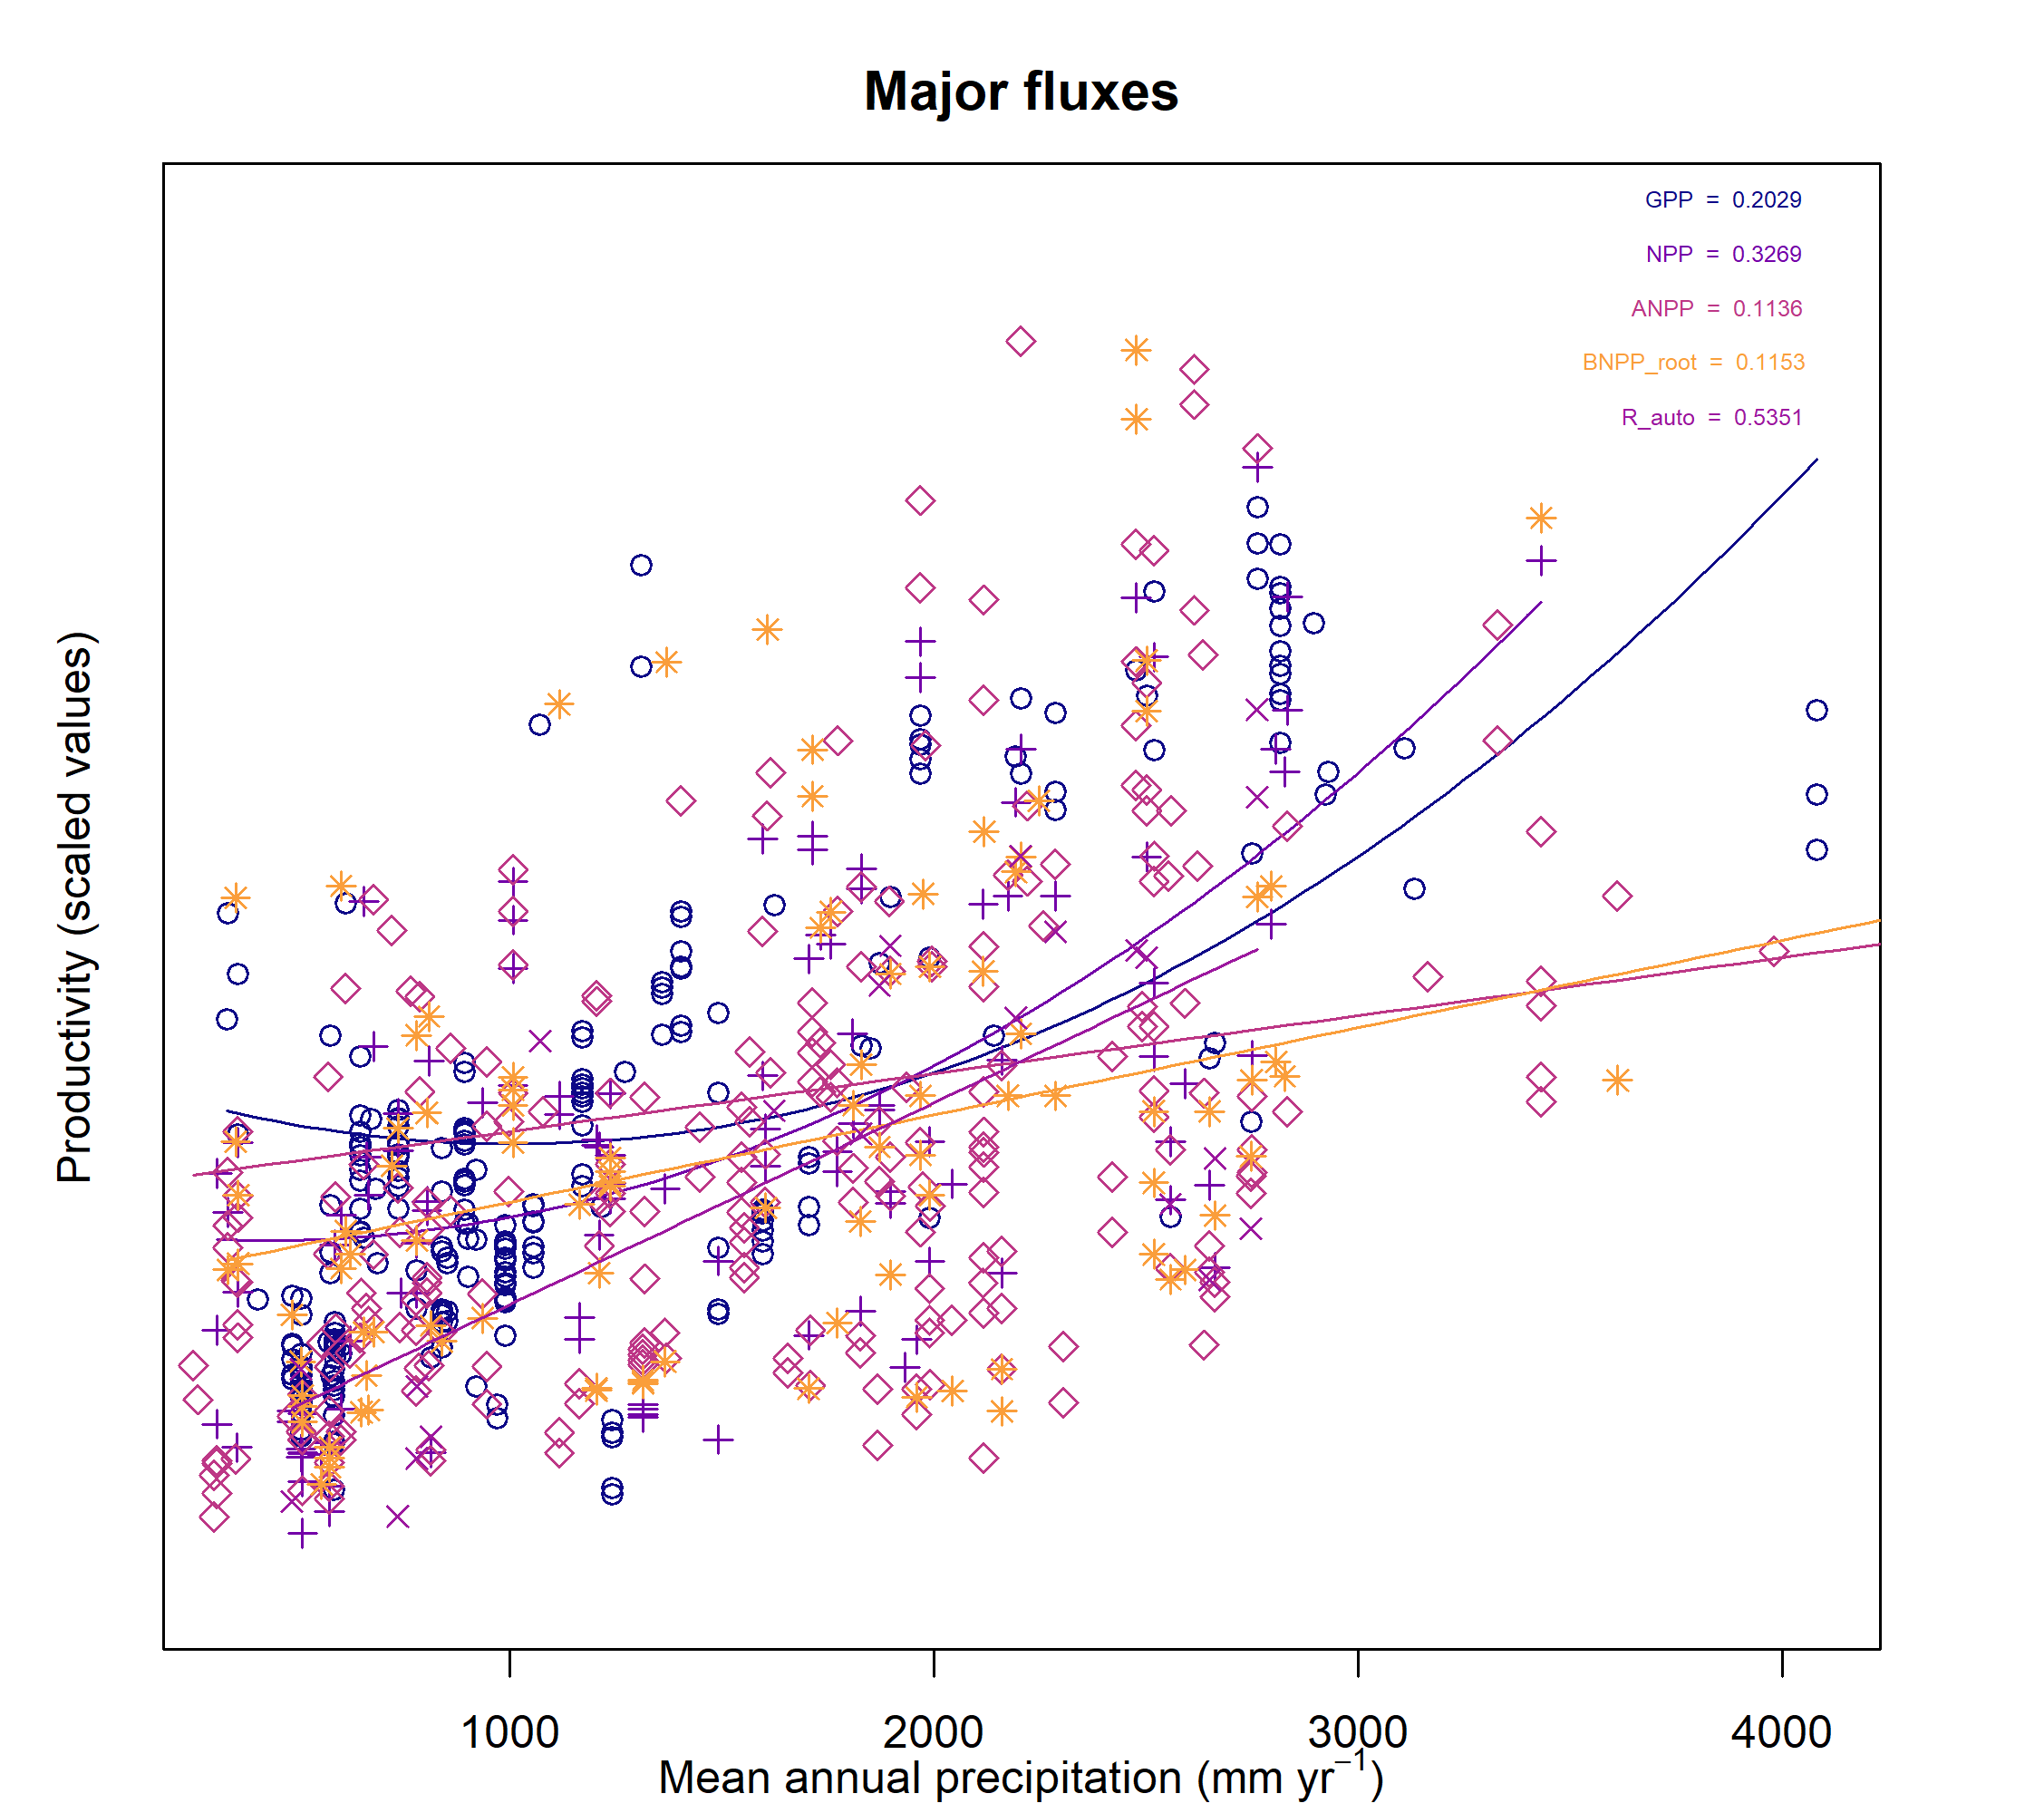 Major fluxes
GPP = 0.2029
NPP = 0.3269
ANPP = 0.1136
BNPP_root = 0.1153
R_auto = 0.5351
Productivity (scaled values)
1000 2000 3000 4000
Mean annual precipitation (mm yr⁻¹)